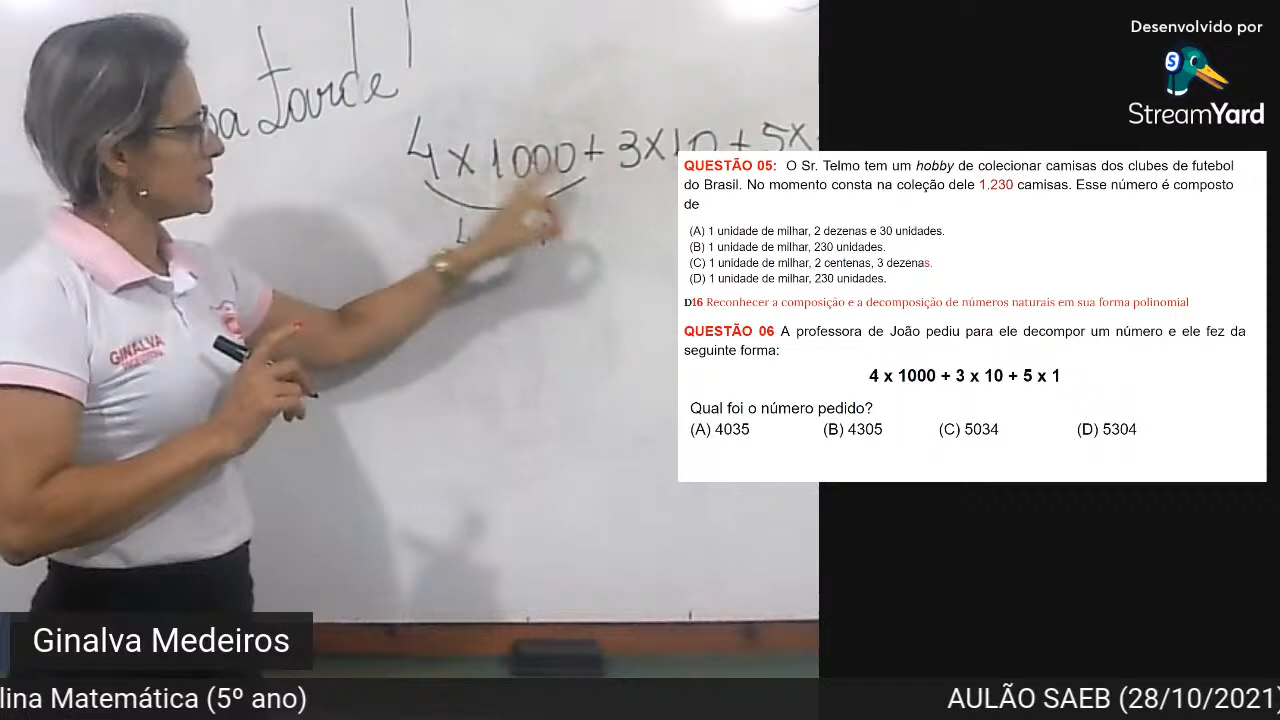 Desenvolvido por
S
StreamYard
tarde!
4 x 1000 + 3 x 10 + 5 x
4
GINALVA
QUESTÃO 05: O Sr. Telmo tem um hobby de colecionar camisas dos clubes de futebol
do Brasil. No momento consta na coleção dele 1.230 camisas. Esse número é composto
de
(A) 1 unidade de milhar, 2 dezenas e 30 unidades.
(B) 1 unidade de milhar, 230 unidades.
(C) 1 unidade de milhar, 2 centenas, 3 dezenas.
(D) 1 unidade de milhar, 230 unidades.
D16 Reconhecer a composição e a decomposição de números naturais em sua forma polinomial
QUESTÃO 06 A professora de João pediu para ele decompor um número e ele fez da
seguinte forma:
4 x 1000 + 3 x 10 + 5 x 1
Qual foi o número pedido?
(A) 4035 (B) 4305 (C) 5034 (D) 5304
Ginalva Medeiros
lina Matemática (5º ano) AULÃO SAEB (28/10/2021)